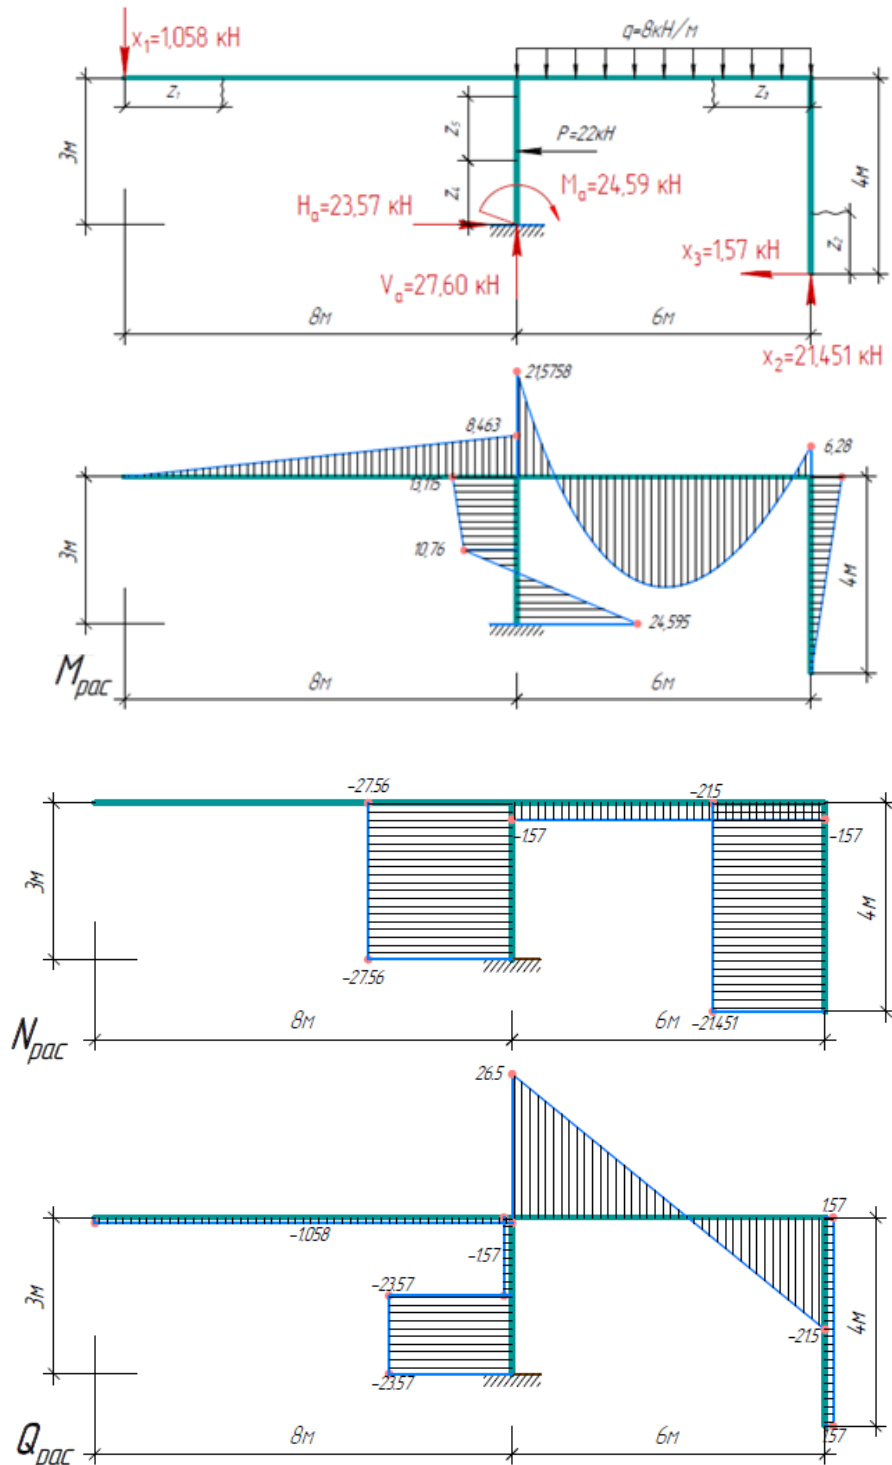 x₁=1,058 кН
q=8кН/м
z₁
z₃
3м
z₅
P=22кН
4м
Mₐ=24,59 кН
z₄
Hₐ=23,57 кН
z₂
x₃=1,57 кН
Vₐ=27,60 кН
8м
6м
x₂=21,451 кН
21,5758
8,463
6,28
13,115
3м
10,76
4м
24,595
Mрас
8м
6м
-27.56
-21.5
-1.57
-1.57
3м
4м
-27.56
-21.451
8м
6м
Nрас
26.5
1.57
-1.058
-1.57
3м
-23.57
-21.5
4м
-23.57
1.57
8м
6м
Qрас